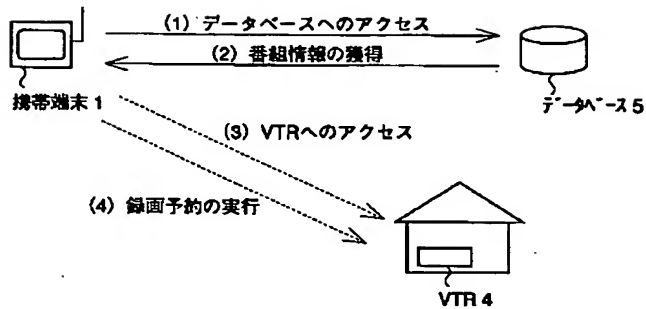 (1) データベースへのアクセス
(2) 番組情報の獲得
携帯端末 1
データベース 5
(3) VTRへのアクセス
(4) 録画予約の実行
VTR 4